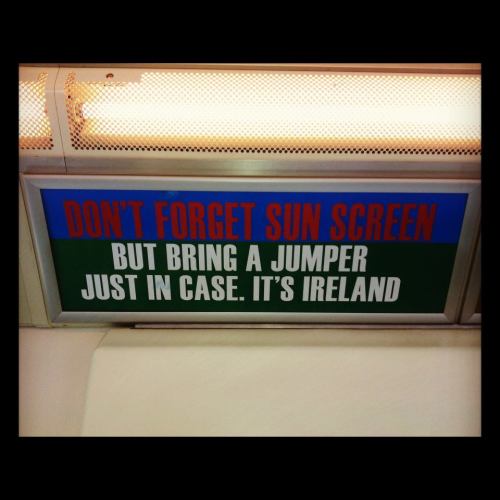 DON'T FORGET SUN SCREEN
BUT BRING A JUMPER
JUST IN CASE. IT'S IRELAND